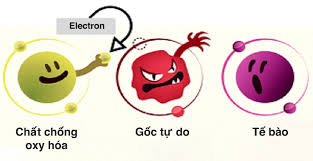 Electron
Chất chống
oxy hóa
Gốc tự do
Tế bào